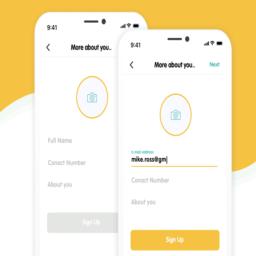 9:41
More about you..
Full Name
Conact Number
About you
Sign Up
9:41
More about you..
Next
E-mail Address
mike.ross@gm
Conact Number
About you
Sign Up